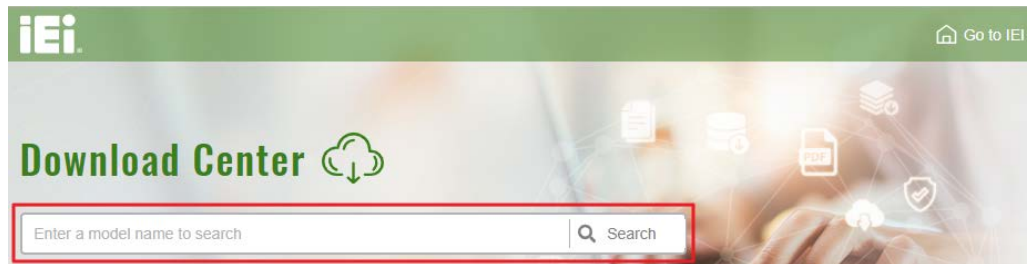 iEi.
Go to IEI
Download Center
Enter a model name to search
Search
PDF